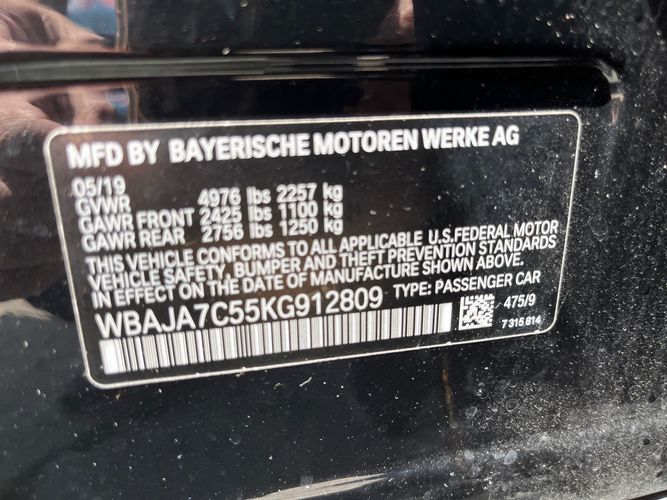 MFD BY BAYERISCHE MOTOREN WERKE AG
05/19
GVWR 4976 lbs 2257 kg
GAWR FRONT 2425 lbs 1100 kg
GAWR REAR 2756 lbs 1250 kg
THIS VEHICLE CONFORMS TO ALL APPLICABLE U.S.FEDERAL MOTOR
VEHICLE SAFETY, BUMPER AND THEFT PREVENTION STANDARDS
IN EFFECT ON THE DATE OF MANUFACTURE SHOWN ABOVE.
WBAJA7C55KG912809 TYPE: PASSENGER CAR
475/9
7 315 814